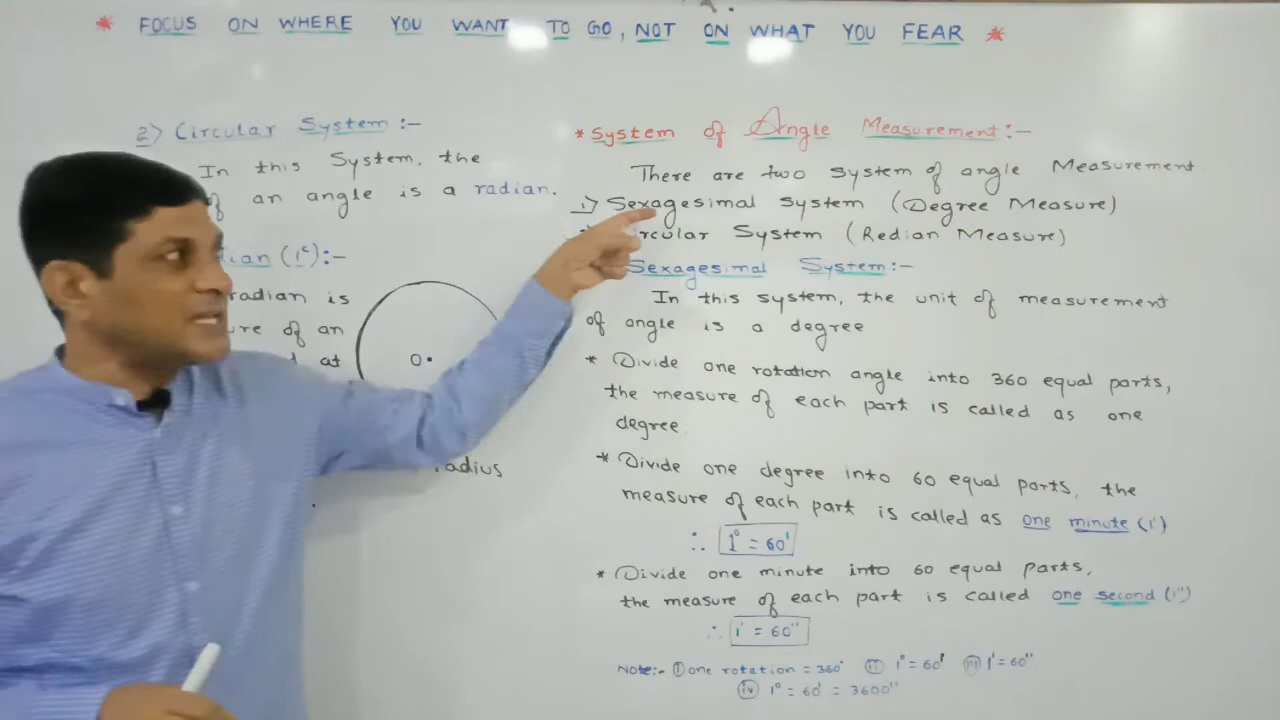 * FOCUS ON WHERE YOU WANT TO GO, NOT ON WHAT YOU FEAR *
2) Circular System :-
In this System, the
an angle is a radian.
(1ᶜ):-
radian is
of an
at
O
radius
* System of Angle Measurement:-
There are two system of angle Measurement
1) Sexagesimal system (Degree Measure)
System (Redian Measure)
Sexagesimal System:-
In this system, the unit of measurement
of angle is a degree
* Divide one rotation angle into 360 equal parts,
the measure of each part is called as one
degree.
* Divide one degree into 60 equal parts, the
measure of each part is called as one minute (1')
∴ 1° = 60'
* Divide one minute into 60 equal parts,
the measure of each part is called one second (1")
∴ 1' = 60"
Note:- (i) one rotation = 360° (ii) 1° = 60' (iii) 1' = 60"
(iv) 1° = 60' = 3600"